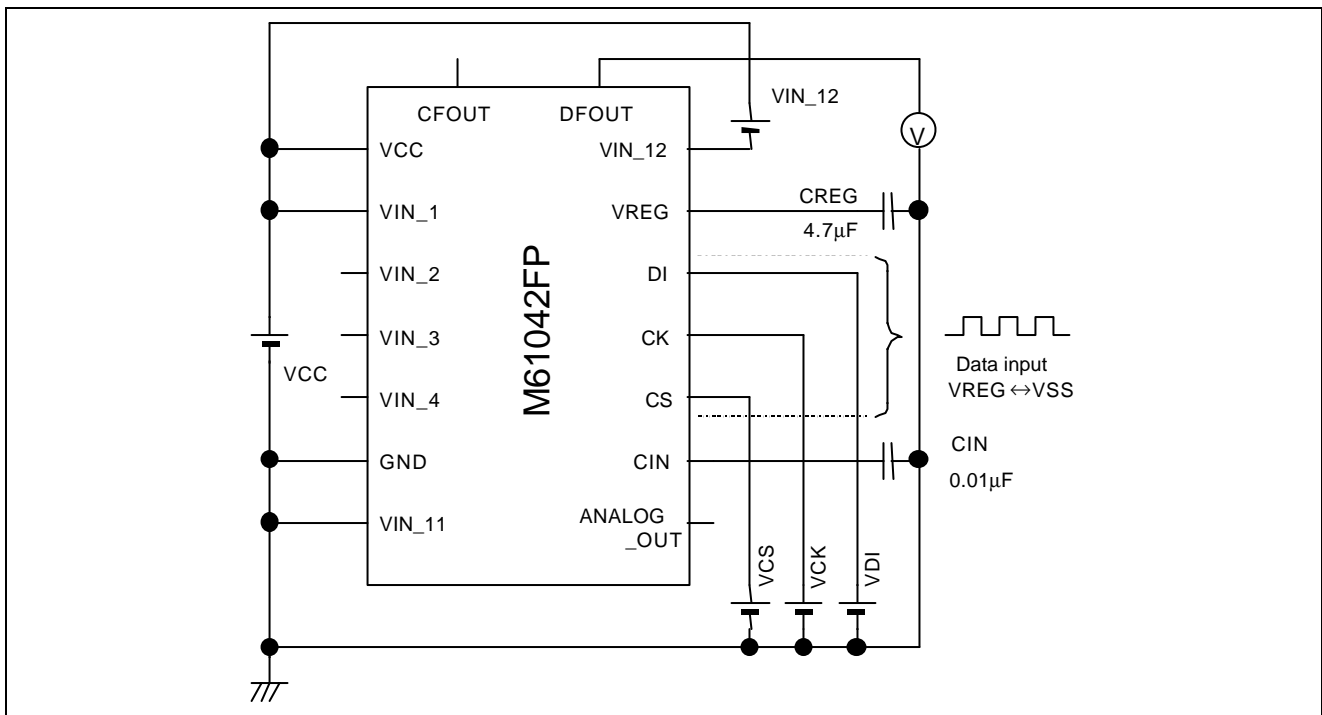 CFOUT
DFOUT
VIN_12
VCC
VIN_12
V
VIN_1
VREG
CREG
4.7μF
VIN_2
DI
M61042FP
VIN_3
CK
VCC
Data input
VREG↔VSS
VIN_4
CS
GND
CIN
CIN
0.01μF
VIN_11
ANALOG
_OUT
VCS
VCK
VDI